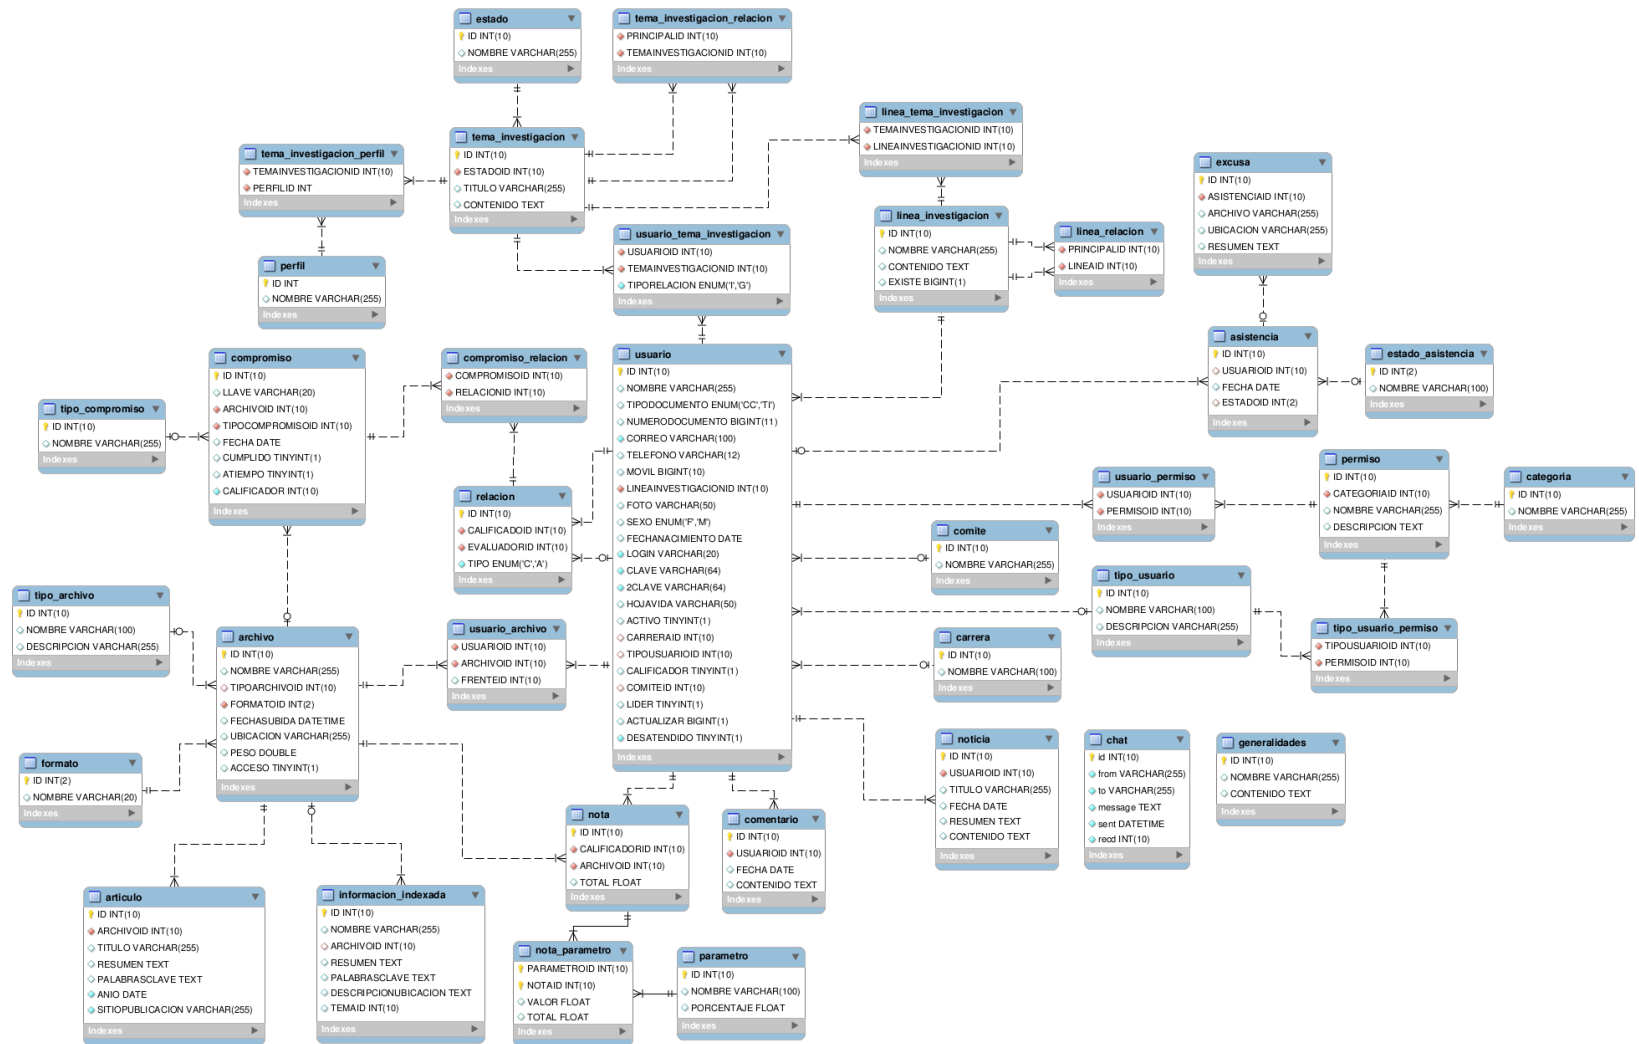 estado
ID INT(10)
NOMBRE VARCHAR(255)
Indexes
tema_investigacion_relacion
PRINCIPALID INT(10)
TEMAINVESTIGACIONID INT(10)
Indexes
linea_tema_investigacion
TEMAINVESTIGACIONID INT(10)
LINEAINVESTIGACIONID INT(10)
Indexes
tema_investigacion_perfil
TEMAINVESTIGACIONID INT(10)
PERFILID INT
Indexes
tema_investigacion
ID INT(10)
ESTADOID INT(10)
TITULO VARCHAR(255)
CONTENIDO TEXT
Indexes
excusa
ID INT(10)
ASISTENCIAID INT(10)
ARCHIVO VARCHAR(255)
UBICACION VARCHAR(255)
RESUMEN TEXT
Indexes
perfil
ID INT
NOMBRE VARCHAR(255)
Indexes
usuario_tema_investigacion
USUARIOID INT(10)
TEMAINVESTIGACIONID INT(10)
TIPORELACION ENUM('I','G')
Indexes
linea_investigacion
ID INT(10)
NOMBRE VARCHAR(255)
CONTENIDO TEXT
EXISTE BIGINT(1)
Indexes
linea_relacion
PRINCIPALID INT(10)
LINEAID INT(10)
Indexes
compromiso
ID INT(10)
LLAVE VARCHAR(20)
ARCHIVOID INT(10)
TIPOCOMPROMISOID INT(10)
FECHA DATE
CUMPLIDO TINYINT(1)
ATIEMPO TINYINT(1)
CALIFICADOR INT(10)
Indexes
compromiso_relacion
COMPROMISOID INT(10)
RELACIONID INT(10)
Indexes
usuario
ID INT(10)
NOMBRE VARCHAR(255)
TIPODOCUMENTO ENUM('CC','TI')
NUMERODOCUMENTO BIGINT(11)
CORREO VARCHAR(100)
TELEFONO VARCHAR(12)
MOVIL BIGINT(10)
LINEAINVESTIGACIONID INT(10)
FOTO VARCHAR(50)
SEXO ENUM('F','M')
FECHANACIMIENTO DATE
LOGIN VARCHAR(20)
CLAVE VARCHAR(64)
2CLAVE VARCHAR(64)
HOJAVIDA VARCHAR(50)
ACTIVO TINYINT(1)
CARRERAID INT(10)
TIPOUSUARIOID INT(10)
CALIFICADOR TINYINT(1)
COMITEID INT(10)
LIDER TINYINT(1)
ACTUALIZAR BIGINT(1)
DESATENDIDO TINYINT(1)
Indexes
asistencia
ID INT(10)
USUARIOID INT(10)
FECHA DATE
ESTADOID INT(2)
Indexes
estado_asistencia
ID INT(2)
NOMBRE VARCHAR(100)
Indexes
tipo_compromiso
ID INT(10)
NOMBRE VARCHAR(255)
Indexes
relacion
ID INT(10)
CALIFICADOID INT(10)
EVALUADORID INT(10)
TIPO ENUM('C','A')
Indexes
usuario_permiso
USUARIOID INT(10)
PERMISOID INT(10)
Indexes
permiso
ID INT(10)
CATEGORIAID INT(10)
NOMBRE VARCHAR(255)
DESCRIPCION TEXT
Indexes
categoria
ID INT(10)
NOMBRE VARCHAR(255)
Indexes
comite
ID INT(10)
NOMBRE VARCHAR(255)
Indexes
tipo_usuario
ID INT(10)
NOMBRE VARCHAR(100)
DESCRIPCION VARCHAR(255)
Indexes
tipo_archivo
ID INT(10)
NOMBRE VARCHAR(100)
DESCRIPCION VARCHAR(255)
Indexes
archivo
ID INT(10)
NOMBRE VARCHAR(255)
TIPOARCHIVOID INT(10)
FORMATOID INT(2)
FECHASUBIDA DATETIME
UBICACION VARCHAR(255)
PESO DOUBLE
ACCESO TINYINT(1)
Indexes
usuario_archivo
USUARIOID INT(10)
ARCHIVOID INT(10)
FRENTEID INT(10)
Indexes
carrera
ID INT(10)
NOMBRE VARCHAR(100)
Indexes
tipo_usuario_permiso
TIPOUSUARIOID INT(10)
PERMISOID INT(10)
Indexes
formato
ID INT(2)
NOMBRE VARCHAR(20)
Indexes
noticia
ID INT(10)
USUARIOID INT(10)
TITULO VARCHAR(255)
FECHA DATE
RESUMEN TEXT
CONTENIDO TEXT
Indexes
chat
id INT(10)
from VARCHAR(255)
to VARCHAR(255)
message TEXT
sent DATETIME
recd INT(10)
Indexes
generalidades
ID INT(10)
NOMBRE VARCHAR(255)
CONTENIDO TEXT
Indexes
nota
ID INT(10)
CALIFICADORID INT(10)
ARCHIVOID INT(10)
TOTAL FLOAT
Indexes
comentario
ID INT(10)
USUARIOID INT(10)
FECHA DATE
CONTENIDO TEXT
Indexes
articulo
ID INT(10)
ARCHIVOID INT(10)
TITULO VARCHAR(255)
RESUMEN TEXT
PALABRASCLAVE TEXT
ANIO DATE
SITIOPUBLICACION VARCHAR(255)
Indexes
informacion_indexada
ID INT(10)
NOMBRE VARCHAR(255)
ARCHIVOID INT(10)
RESUMEN TEXT
PALABRASCLAVE TEXT
DESCRIPCIONUBICACION TEXT
TEMAID INT(10)
Indexes
nota_parametro
PARAMETROID INT(10)
NOTAID INT(10)
VALOR FLOAT
TOTAL FLOAT
Indexes
parametro
ID INT(10)
NOMBRE VARCHAR(100)
PORCENTAJE FLOAT
Indexes